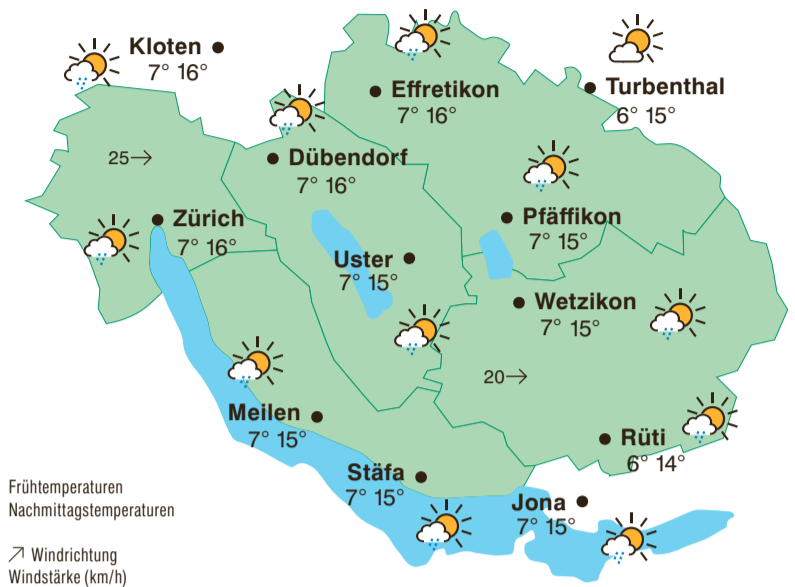 Kloten
7° 16°
Effretikon
7° 16°
Turbenthal
6° 15°
25
Dübendorf
7° 16°
Zürich
7° 16°
Pfäffikon
7° 15°
Uster
7° 15°
Wetzikon
7° 15°
20
Meilen
7° 15°
Rüti
6° 14°
Stäfa
7° 15°
Jona
7° 15°
Frühtemperaturen
Nachmittagstemperaturen
Windrichtung
Windstärke (km/h)